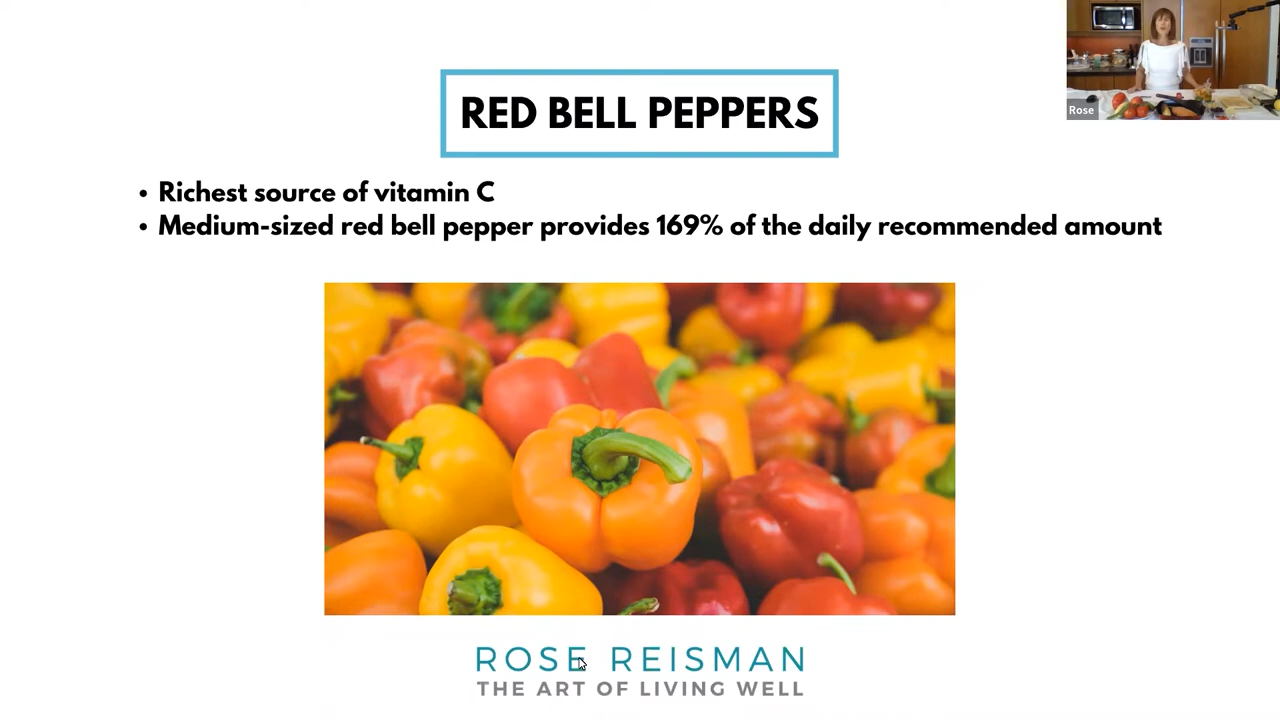 RED BELL PEPPERS
Rose
• Richest source of vitamin C
• Medium-sized red bell pepper provides 169% of the daily recommended amount
ROSE REISMAN
THE ART OF LIVING WELL